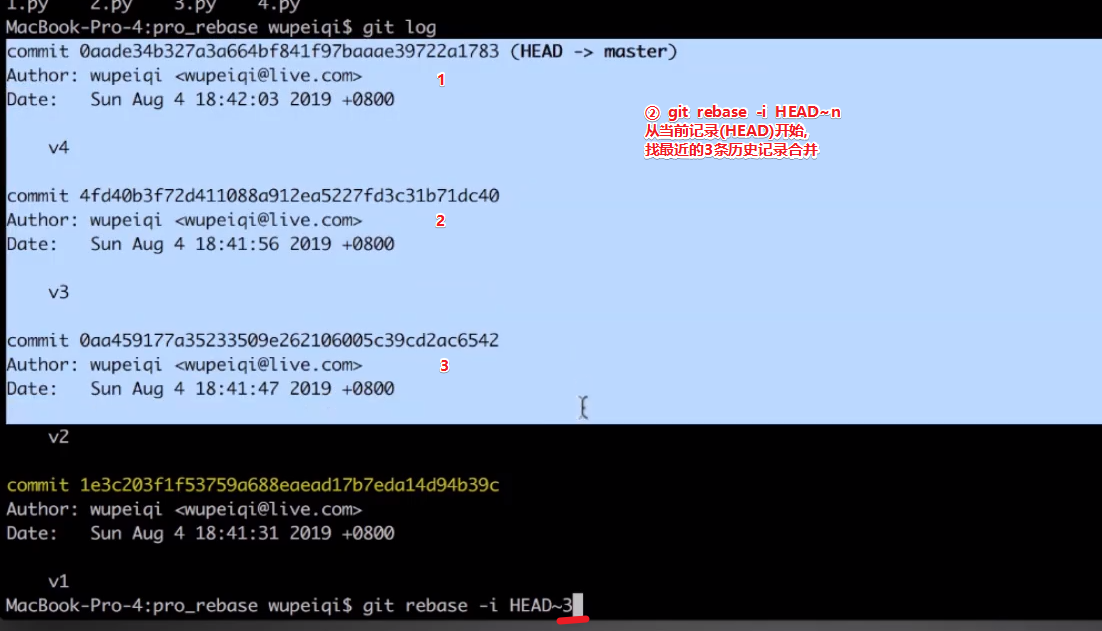 1.py    2.py    3.py    4.py
MacBook-Pro-4:pro_rebase wupeiqi$ git log
commit 0aade34b327a3a664bf841f97baaae39722a1783 (HEAD -> master)
Author: wupeiqi <wupeiqi@live.com>
1
Date:   Sun Aug 4 18:42:03 2019 +0800
② git rebase -i HEAD~n
从当前记录(HEAD)开始,
找最近的3条历史记录合并
v4
commit 4fd40b3f72d411088a912ea5227fd3c31b71dc40
Author: wupeiqi <wupeiqi@live.com>
2
Date:   Sun Aug 4 18:41:56 2019 +0800
v3
commit 0aa459177a35233509e262106005c39cd2ac6542
Author: wupeiqi <wupeiqi@live.com>
3
Date:   Sun Aug 4 18:41:47 2019 +0800
v2
commit 1e3c203f1f53759a688eaead17b7eda14d94b39c
Author: wupeiqi <wupeiqi@live.com>
Date:   Sun Aug 4 18:41:31 2019 +0800
v1
MacBook-Pro-4:pro_rebase wupeiqi$ git rebase -i HEAD~3